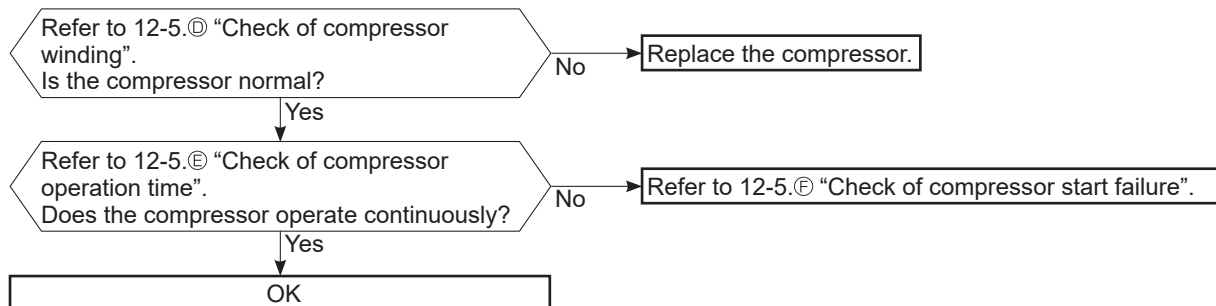 Refer to 12-5.Ⓓ “Check of compressor
winding”.
Is the compressor normal?
No
Replace the compressor.
Yes
Refer to 12-5.Ⓔ “Check of compressor
operation time”.
Does the compressor operate continuously?
No
Refer to 12-5.Ⓕ “Check of compressor start failure”.
Yes
OK